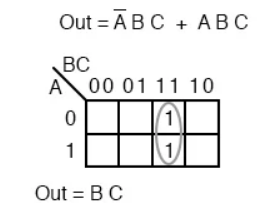 Out = A̅ B C + A B C
BC
A 00 01 11 10
0 1
1 1
Out = B C